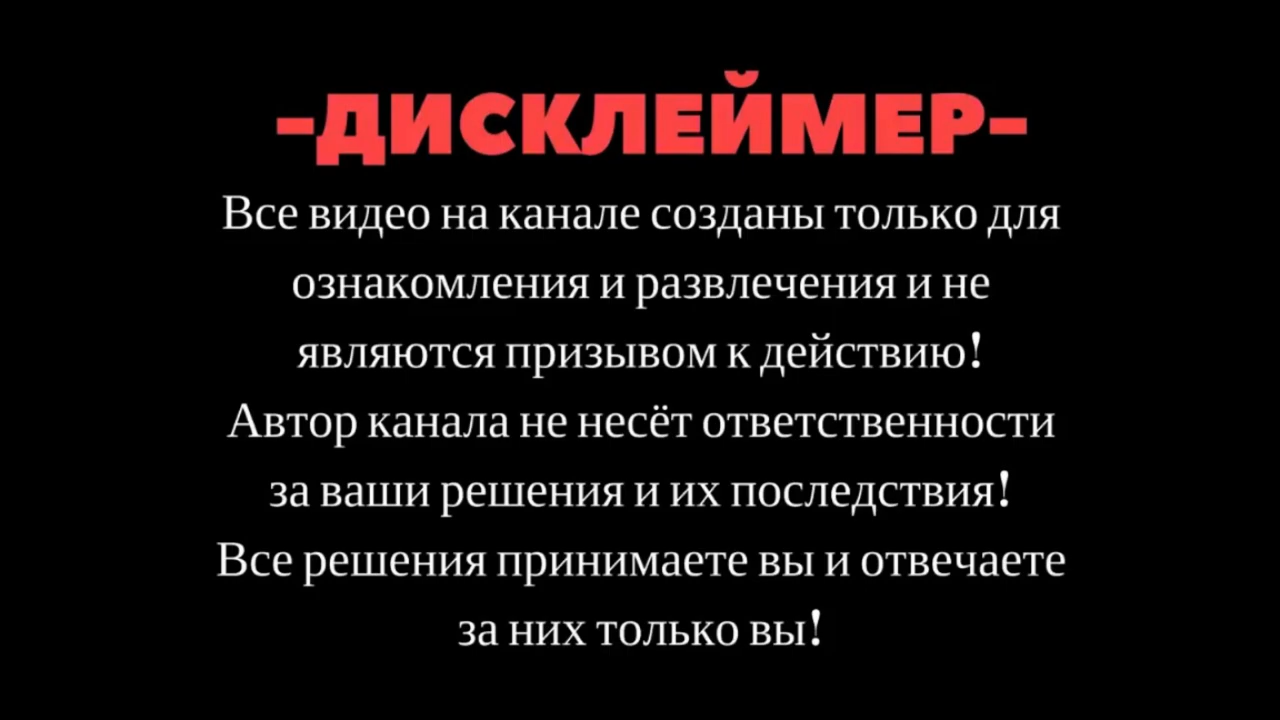 -ДИСКЛЕЙМЕР-
Все видео на канале созданы только для
ознакомления и развлечения и не
являются призывом к действию!
Автор канала не несёт ответственности
за ваши решения и их последствия!
Все решения принимаете вы и отвечаете
за них только вы!